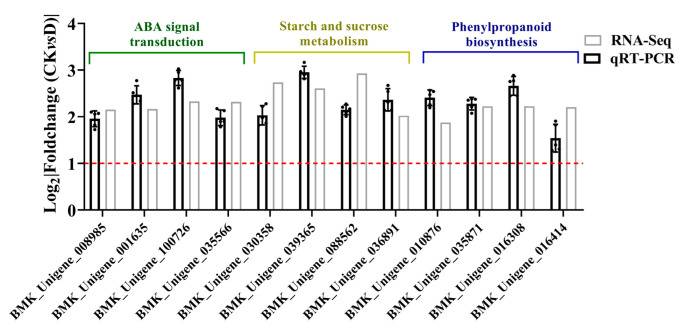 ABA signal
transduction
Starch and sucrose
metabolism
Phenylpropanoid
biosynthesis
RNA-Seq
qRT-PCR
Log2|Foldchange (CKvsD)|
4
3
2
1
0
BMK_Unigene_008985
BMK_Unigene_001635
BMK_Unigene_100726
BMK_Unigene_035566
BMK_Unigene_030358
BMK_Unigene_039365
BMK_Unigene_088562
BMK_Unigene_036891
BMK_Unigene_010876
BMK_Unigene_035871
BMK_Unigene_016308
BMK_Unigene_016414